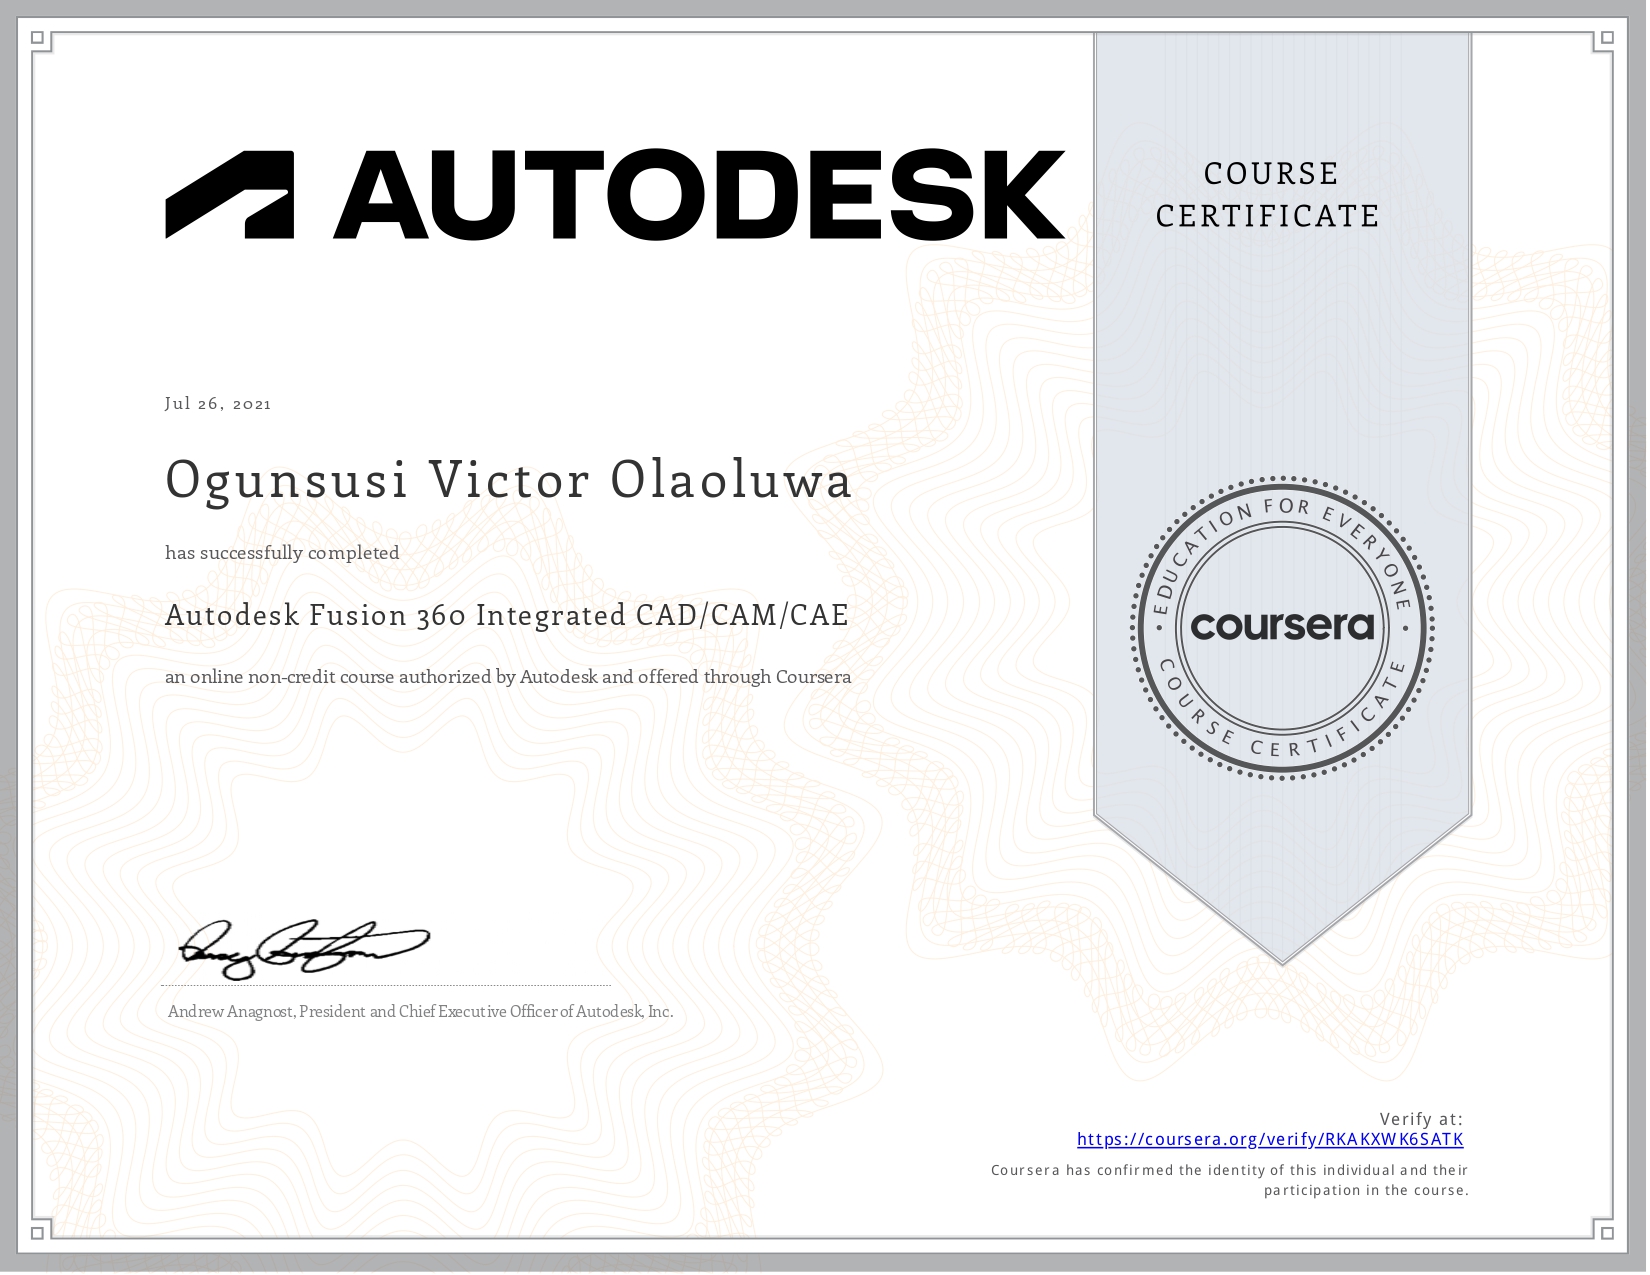 AUTODESK
COURSE
CERTIFICATE
Jul 26, 2021
Ogunsusi Victor Olaoluwa
has successfully completed
Autodesk Fusion 360 Integrated CAD/CAM/CAE
an online non-credit course authorized by Autodesk and offered through Coursera
EDUCATION FOR EVERYONE
coursera
COURSE CERTIFICATE
Andrew Anagnost, President and Chief Executive Officer of Autodesk, Inc.
Verify at:
https://coursera.org/verify/RKAKXWK6SATK
Coursera has confirmed the identity of this individual and their
participation in the course.